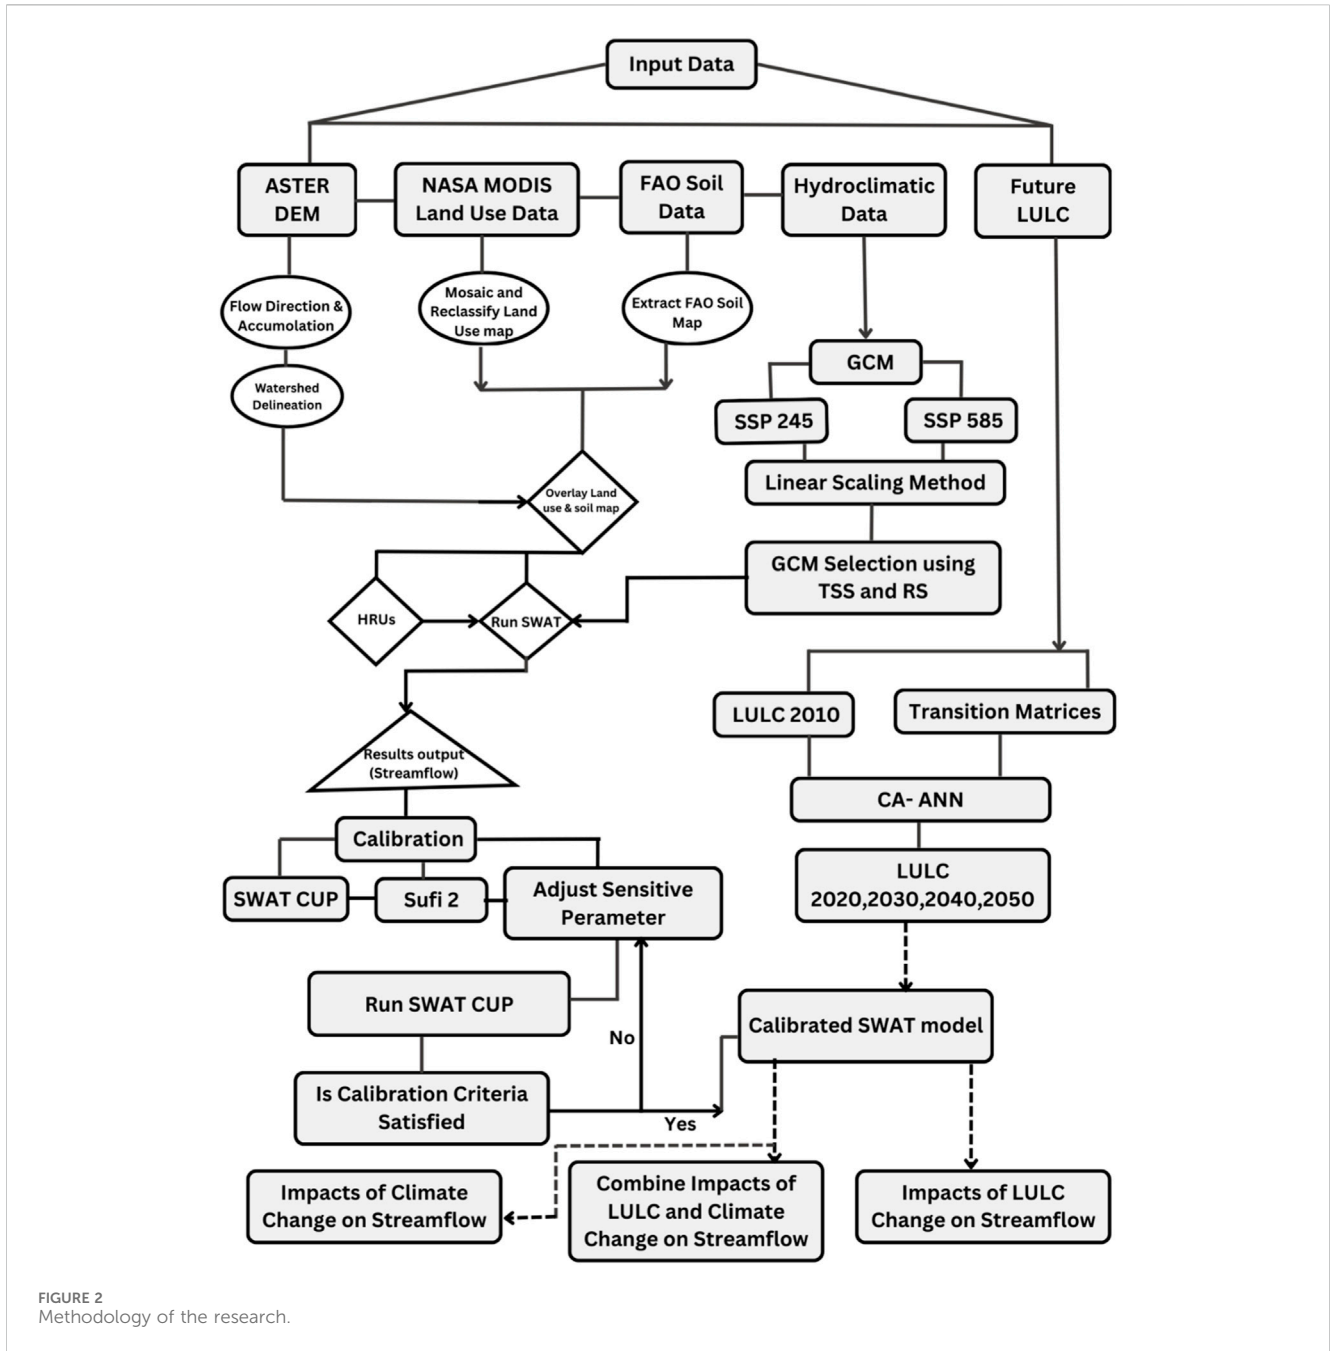 Input Data
ASTER
DEM
NASA MODIS
Land Use Data
FAO Soil
Data
Hydroclimatic
Data
Future
LULC
Flow Direction &
Accumolation
Mosaic and
Reclassify Land
Use map
Extract FAO Soil
Map
GCM
Watershed
Delineation
SSP 245
SSP 585
Linear Scaling Method
Overlay Land
use & soil map
GCM Selection using
TSS and RS
HRUs
Run SWAT
LULC 2010
Transition Matrices
Results output
(Streamflow)
CA- ANN
Calibration
LULC
2020,2030,2040,2050
SWAT CUP
Sufi 2
Adjust Sensitive
Perameter
Run SWAT CUP
No
Calibrated SWAT model
Is Calibration Criteria
Satisfied
Yes
Impacts of Climate
Change on Streamflow
Combine Impacts of
LULC and Climate
Change on Streamflow
Impacts of LULC
Change on Streamflow
FIGURE 2
Methodology of the research.